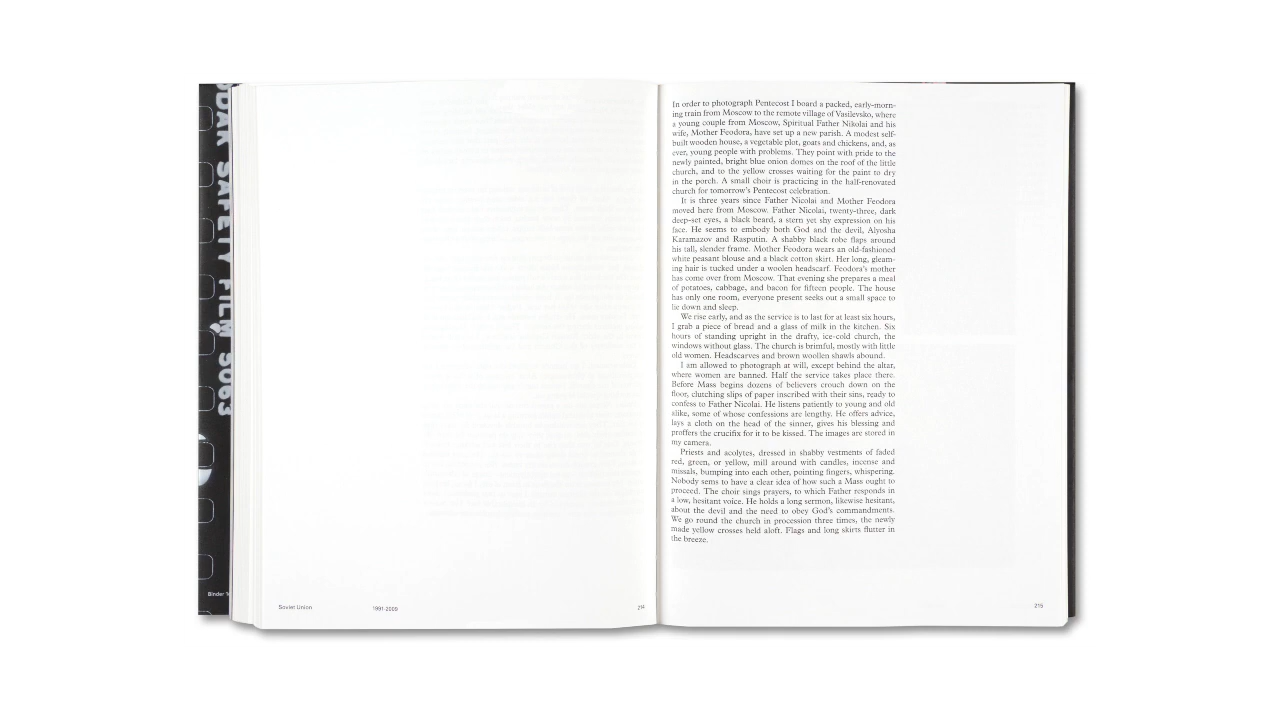 ODAK SAFETY FILM 5063
Binder
Soviet Union
1991-2009
214
In order to photograph Pentecost I board a packed, early-morn-
ing train from Moscow to the remote village of Vasilevsko, where
a young couple from Moscow, Spiritual Father Nikolai and his
wife, Mother Feodora, have set up a new parish. A modest self-
built wooden house, a vegetable plot, goats and chickens, and, as
ever, young people with problems. They point with pride to the
newly painted, bright blue onion domes on the roof of the little
church, and to the yellow crosses waiting for the paint to dry
in the porch. A small choir is practicing in the half-renovated
church for tomorrow's Pentecost celebration.
It is three years since Father Nicolai and Mother Feodora
moved here from Moscow. Father Nicolai, twenty-three, dark
deep-set eyes, a black beard, a stern yet shy expression on his
face. He seems to embody both God and the devil, Alyosha
Karamazov and Rasputin. A shabby black robe flaps around
his tall, slender frame. Mother Feodora wears an old-fashioned
white peasant blouse and a black cotton skirt. Her long, gleam-
ing hair is tucked under a woolen headscarf. Feodora's mother
has come over from Moscow. That evening she prepares a meal
of potatoes, cabbage, and bacon for fifteen people. The house
has only one room, everyone present seeks out a small space to
lie down and sleep.
We rise early, and as the service is to last for at least six hours,
I grab a piece of bread and a glass of milk in the kitchen. Six
hours of standing upright in the drafty, ice-cold church, the
windows without glass. The church is brimful, mostly with little
old women. Headscarves and brown woollen shawls abound.
I am allowed to photograph at will, except behind the altar,
where women are banned. Half the service takes place there.
Before Mass begins dozens of believers crouch down on the
floor, clutching slips of paper inscribed with their sins, ready to
confess to Father Nicolai. He listens patiently to young and old
alike, some of whose confessions are lengthy. He offers advice,
lays a cloth on the head of the sinner, gives his blessing and
proffers the crucifix for it to be kissed. The images are stored in
my camera.
Priests and acolytes, dressed in shabby vestments of faded
red, green, or yellow, mill around with candles, incense and
missals, bumping into each other, pointing fingers, whispering.
Nobody sems to have a clear idea of how such a Mass ought to
proceed. The choir sings prayers, to which Father responds in
a low, hesitant voice. He holds a long sermon, likewise hesitant,
about the devil and the need to obey God's commandments.
We go round the church in procession three times, the newly
made yellow crosses held aloft. Flags and long skirts flutter in
the breeze.
215